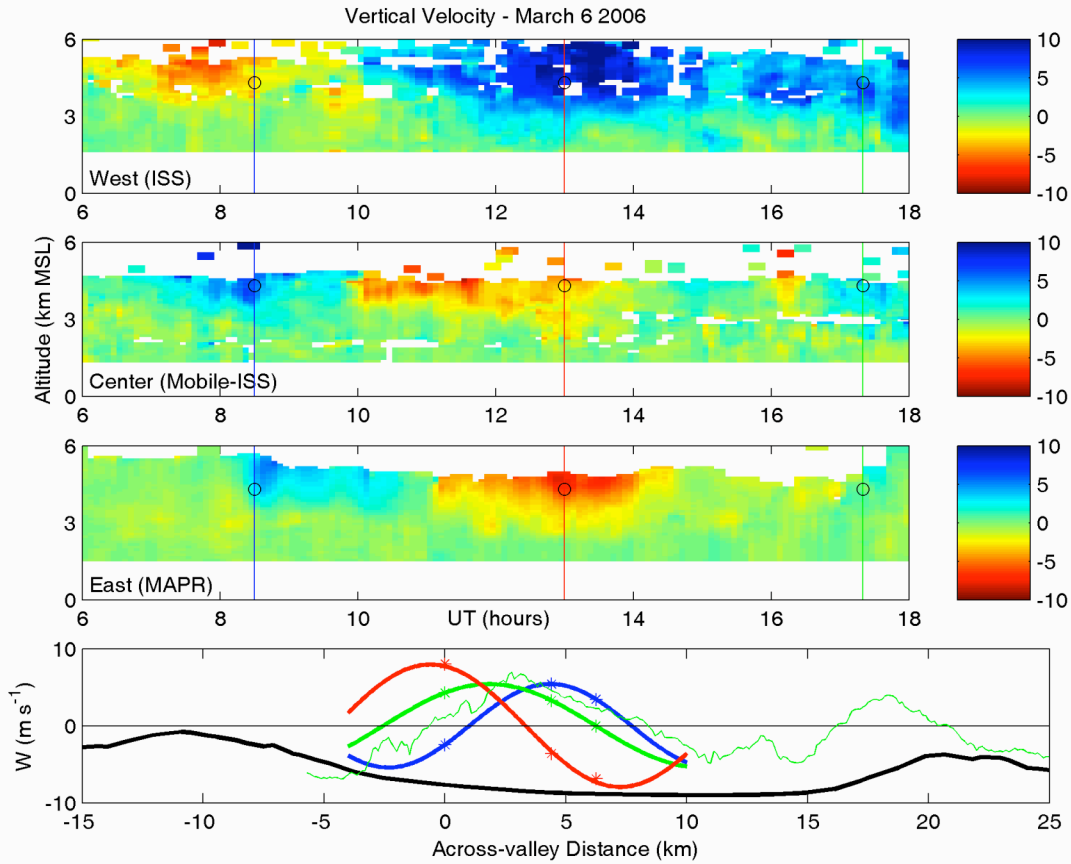 Vertical Velocity - March 6 2006
6
3
0
West (ISS)
6 8 10 12 14 16 18
10
5
0
-5
-10
Altitude (km MSL)
6
3
0
Center (Mobile-ISS)
6 8 10 12 14 16 18
10
5
0
-5
-10
6
3
0
East (MAPR)
6 8 10 UT (hours) 12 14 16 18
10
5
0
-5
-10
W (m s⁻¹)
10
0
-10
-15 -10 -5 0 5 10 15 20 25
Across-valley Distance (km)